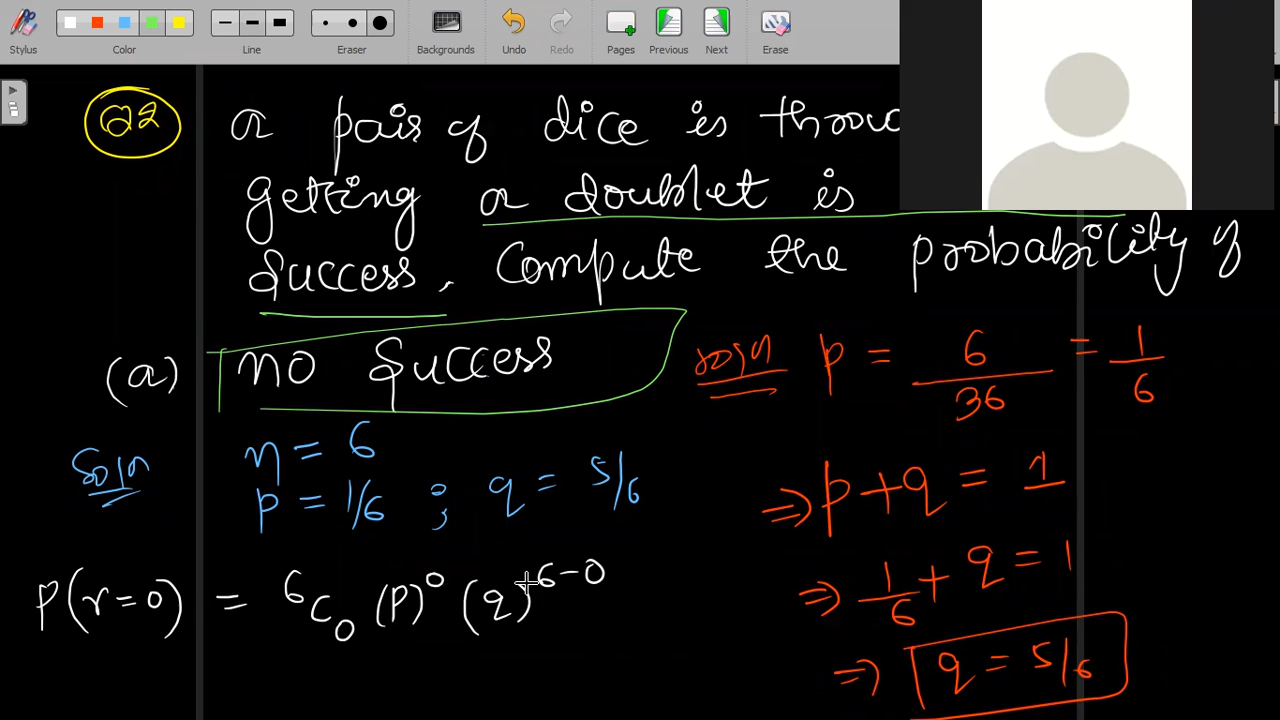 Stylus Color Line Eraser Backgrounds Undo Redo Pages Previous Next Erase
Q2 a pair of dice is
getting a doublet is
success. Compute the probability of
(a) no success
soln p = 6/36 = 1/6
soln n = 6
p = 1/6 ; q = 5/6
⇒ p + q = 1
⇒ 1/6 + q = 1
P(r=0) = ⁶C₀ (p)⁰ (q)⁶⁻⁰
⇒ q = 5/6